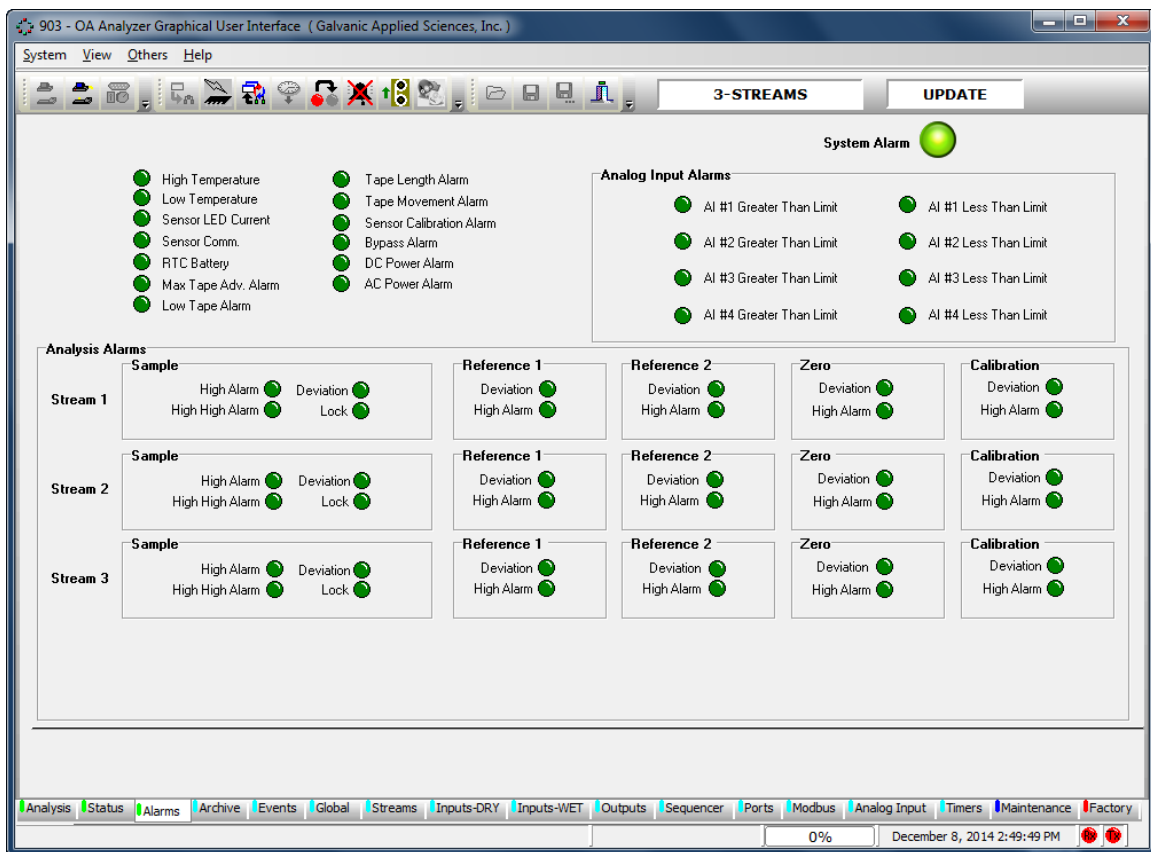 903 - OA Analyzer Graphical User Interface ( Galvanic Applied Sciences, Inc. )
System View Others Help
3-STREAMS UPDATE
System Alarm
High Temperature
Low Temperature
Sensor LED Current
Sensor Comm.
RTC Battery
Max Tape Adv. Alarm
Low Tape Alarm
Tape Length Alarm
Tape Movement Alarm
Sensor Calibration Alarm
Bypass Alarm
DC Power Alarm
AC Power Alarm
Analog Input Alarms
AI #1 Greater Than Limit AI #1 Less Than Limit
AI #2 Greater Than Limit AI #2 Less Than Limit
AI #3 Greater Than Limit AI #3 Less Than Limit
AI #4 Greater Than Limit AI #4 Less Than Limit
Analysis Alarms
Sample Reference 1 Reference 2 Zero Calibration
Stream 1
High Alarm Deviation Deviation Deviation Deviation Deviation
High High Alarm Lock High Alarm High Alarm High Alarm High Alarm
Sample Reference 1 Reference 2 Zero Calibration
Stream 2
High Alarm Deviation Deviation Deviation Deviation Deviation
High High Alarm Lock High Alarm High Alarm High Alarm High Alarm
Sample Reference 1 Reference 2 Zero Calibration
Stream 3
High Alarm Deviation Deviation Deviation Deviation Deviation
High High Alarm Lock High Alarm High Alarm High Alarm High Alarm
Analysis Status Alarms Archive Events Global Streams Inputs-DRY Inputs-WET Outputs Sequencer Ports Modbus Analog Input Timers Maintenance Factory
0% December 8, 2014 2:49:49 PM Rx Tx